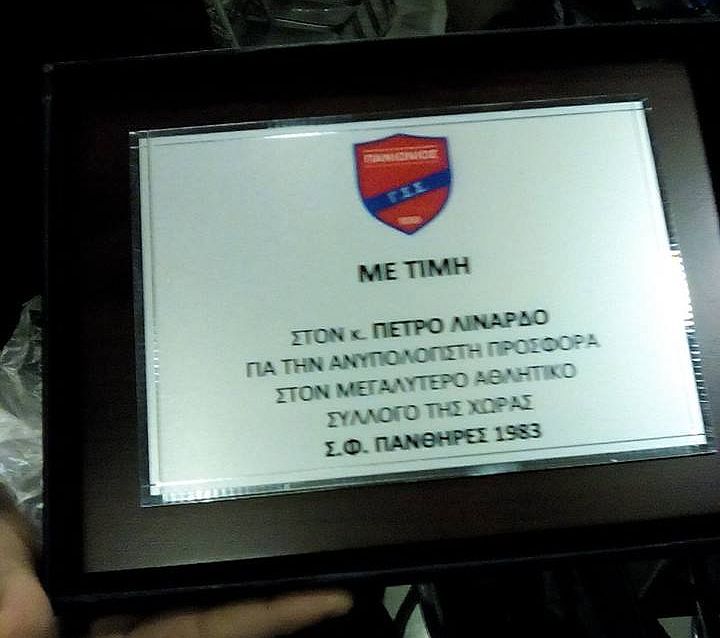 ΠΑΝΙΩΝΙΟΣ
Γ.Σ.Σ.
ΜΕ ΤΙΜΗ
ΣΤΟΝ κ. ΠΕΤΡΟ ΛΙΝΑΡΔΟ
ΓΙΑ ΤΗΝ ΑΝΥΠΟΛΟΓΙΣΤΗ ΠΡΟΣΦΟΡΑ
ΣΤΟΝ ΜΕΓΑΛΥΤΕΡΟ ΑΘΛΗΤΙΚΟ
ΣΥΛΛΟΓΟ ΤΗΣ ΧΩΡΑΣ
Σ.Φ. ΠΑΝΘΗΡΕΣ 1983